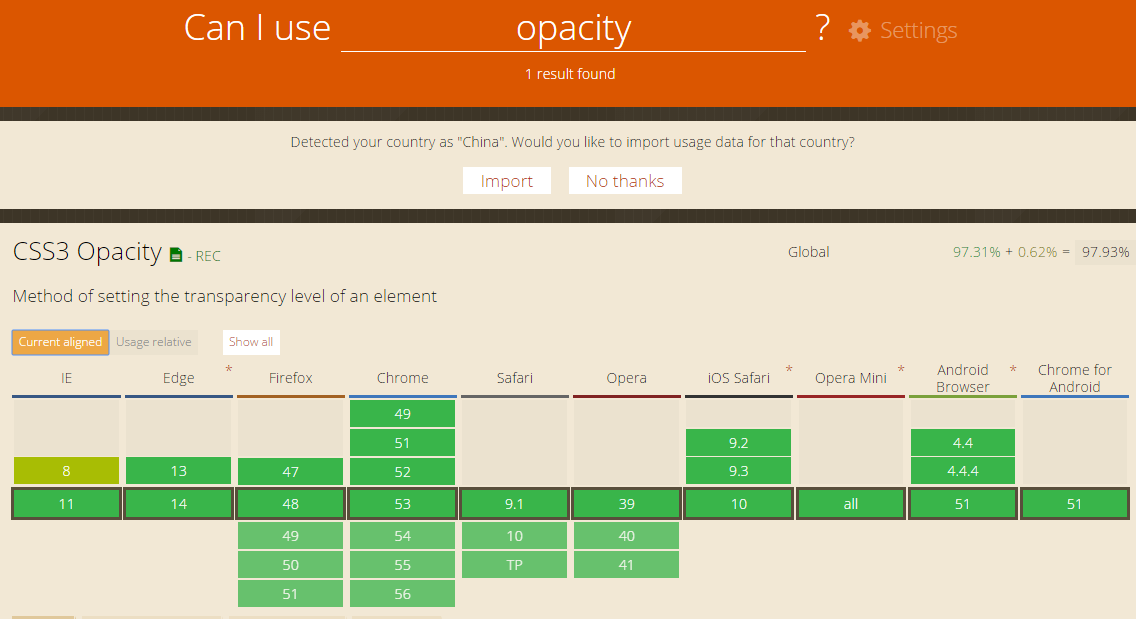 Can I use opacity ? Settings
1 result found
Detected your country as "China". Would you like to import usage data for that country?
Import No thanks
CSS3 Opacity - REC Global 97.31% + 0.62% = 97.93%
Method of setting the transparency level of an element
Current aligned Usage relative Show all
IE Edge * Firefox Chrome Safari Opera iOS Safari * Opera Mini * Android Browser * Chrome for Android
49
51 9.2 4.4
8 13 47 52 9.3 4.4.4
11 14 48 53 9.1 39 10 all 51 51
49 54 10 40
50 55 TP 41
51 56